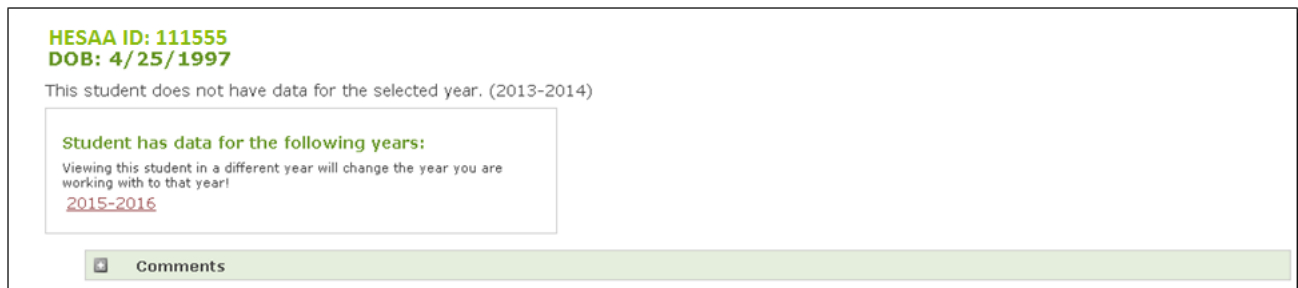 HESAA ID: 111555
DOB: 4/25/1997
This student does not have data for the selected year. (2013-2014)
Student has data for the following years:
Viewing this student in a different year will change the year you are
working with to that year!
2015-2016
Comments